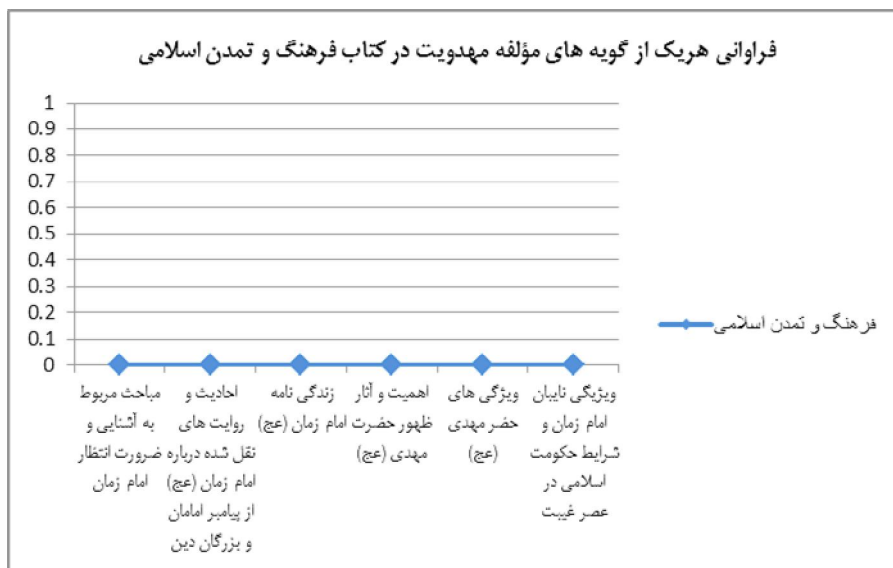 فراوانی هریک از گویه های مؤلفه مهدویت در کتاب فرهنگ و تمدن اسلامی
1
0.9
0.8
0.7
0.6
0.5
0.4
0.3
0.2
0.1
0
فرهنگ و تمدن اسلامی
مباحث مربوط
به آشنایی و
ضرورت انتظار
امام زمان
احادیث و
روایت های
نقل شده درباره
امام زمان (عج)
از پیامبر امامان
و بزرگان دین
زندگی نامه
امام زمان (عج)
اهمیت و آثار
ظهور حضرت
مهدی (عج)
ویژگی های
حضر مهدی
(عج)
ویژیگی نایبان
امام زمان و
شرایط حکومت
اسلامی در
عصر غیبت